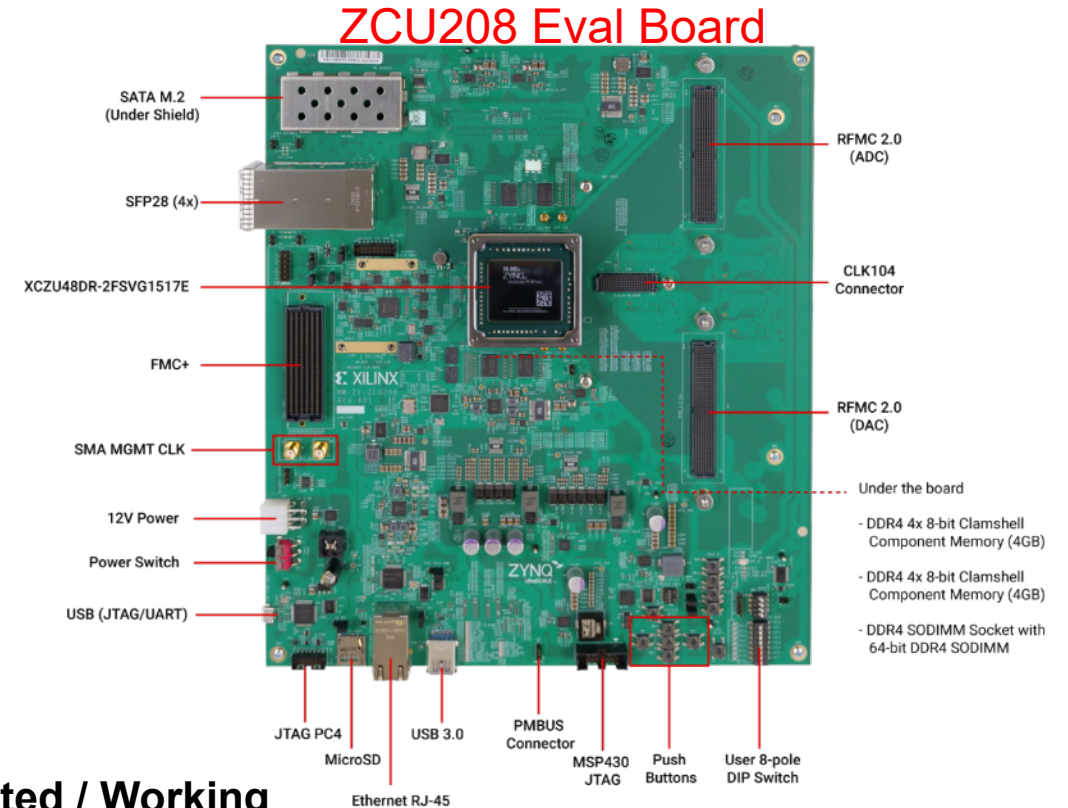 ZCU208 Eval Board
SATA M.2
(Under Shield)
SFP28 (4x)
XCZU48DR-2FSVG1517E
FMC+
SMA MGMT CLK
12V Power
Power Switch
USB (JTAG/UART)
JTAG PC4
MicroSD
Ethernet RJ-45
USB 3.0
PMBUS
Connector
MSP430
JTAG
Push
Buttons
User 8-pole
DIP Switch
RFMC 2.0
(ADC)
CLK104
Connector
RFMC 2.0
(DAC)
Under the board
- DDR4 4x 8-bit Clamshell
Component Memory (4GB)
- DDR4 4x 8-bit Clamshell
Component Memory (4GB)
- DDR4 SODIMM Socket with
64-bit DDR4 SODIMM
XILINX
ZYNQ
XILINX
ZYNQ
ted / Working